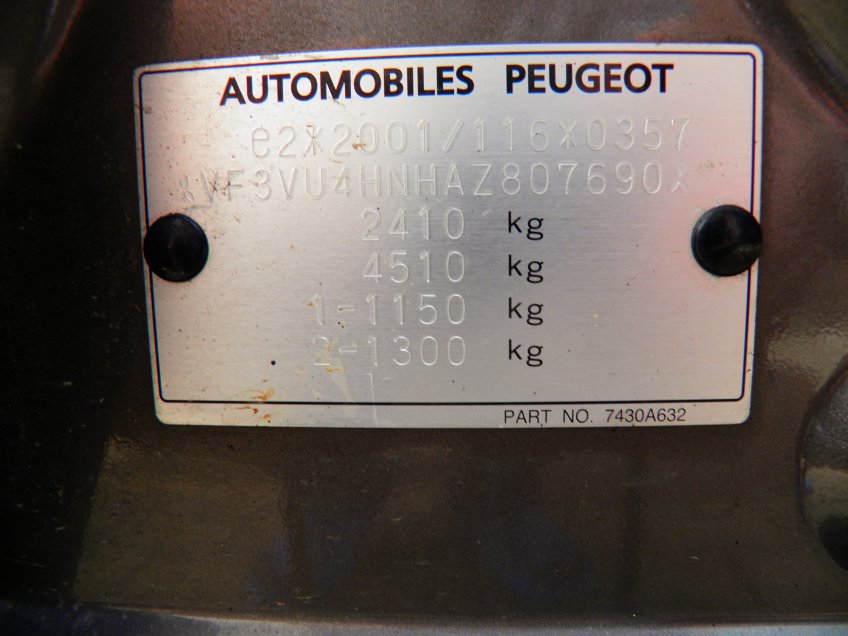 AUTOMOBILES PEUGEOT
e2*2001/116*0357
*VF3VU4HNHAZ807690*
2410 kg
4510 kg
1-1150 kg
2-1300 kg
PART NO. 7430A632